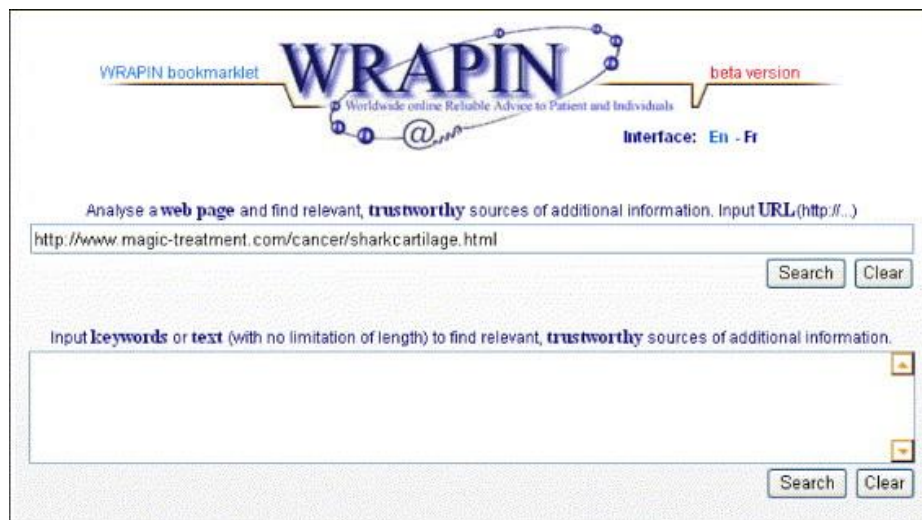 WRAPIN bookmarklet
WRAPIN
beta version
Worldwide online Reliable Advice to Patient and Individuals
@
Interface: En - Fr
Analyse a web page and find relevant, trustworthy sources of additional information. Input URL (http://...)
http://www.magic-treatment.com/cancer/sharkcartilage.html
Search Clear
Input keywords or text (with no limitation of length) to find relevant, trustworthy sources of additional information.
Search Clear